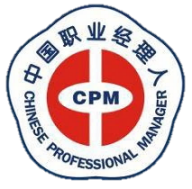 中国职业经理人
CPM
CHINESE PROFESSIONAL MANAGER